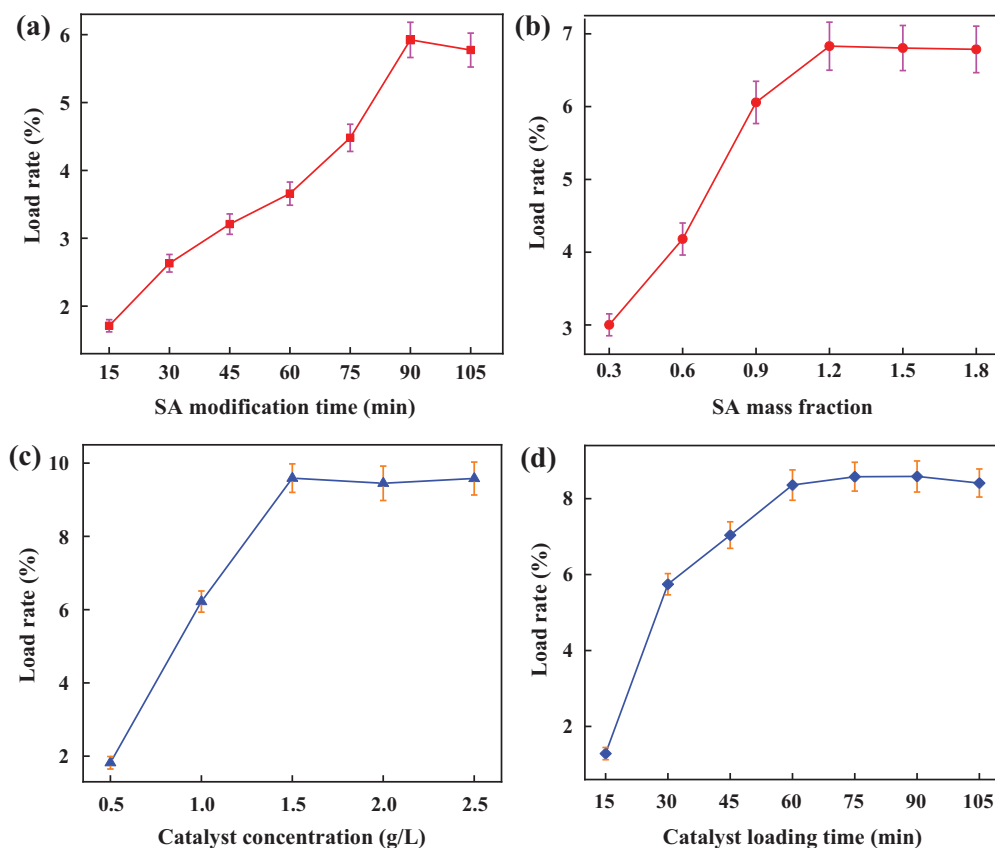 (a)
Load rate (%)
6
5
4
3
2
15 30 45 60 75 90 105
SA modification time (min)
(b)
Load rate (%)
7
6
5
4
3
0.3 0.6 0.9 1.2 1.5 1.8
SA mass fraction
(c)
Load rate (%)
10
8
6
4
2
0.5 1.0 1.5 2.0 2.5
Catalyst concentration (g/L)
(d)
Load rate (%)
8
6
4
2
15 30 45 60 75 90 105
Catalyst loading time (min)